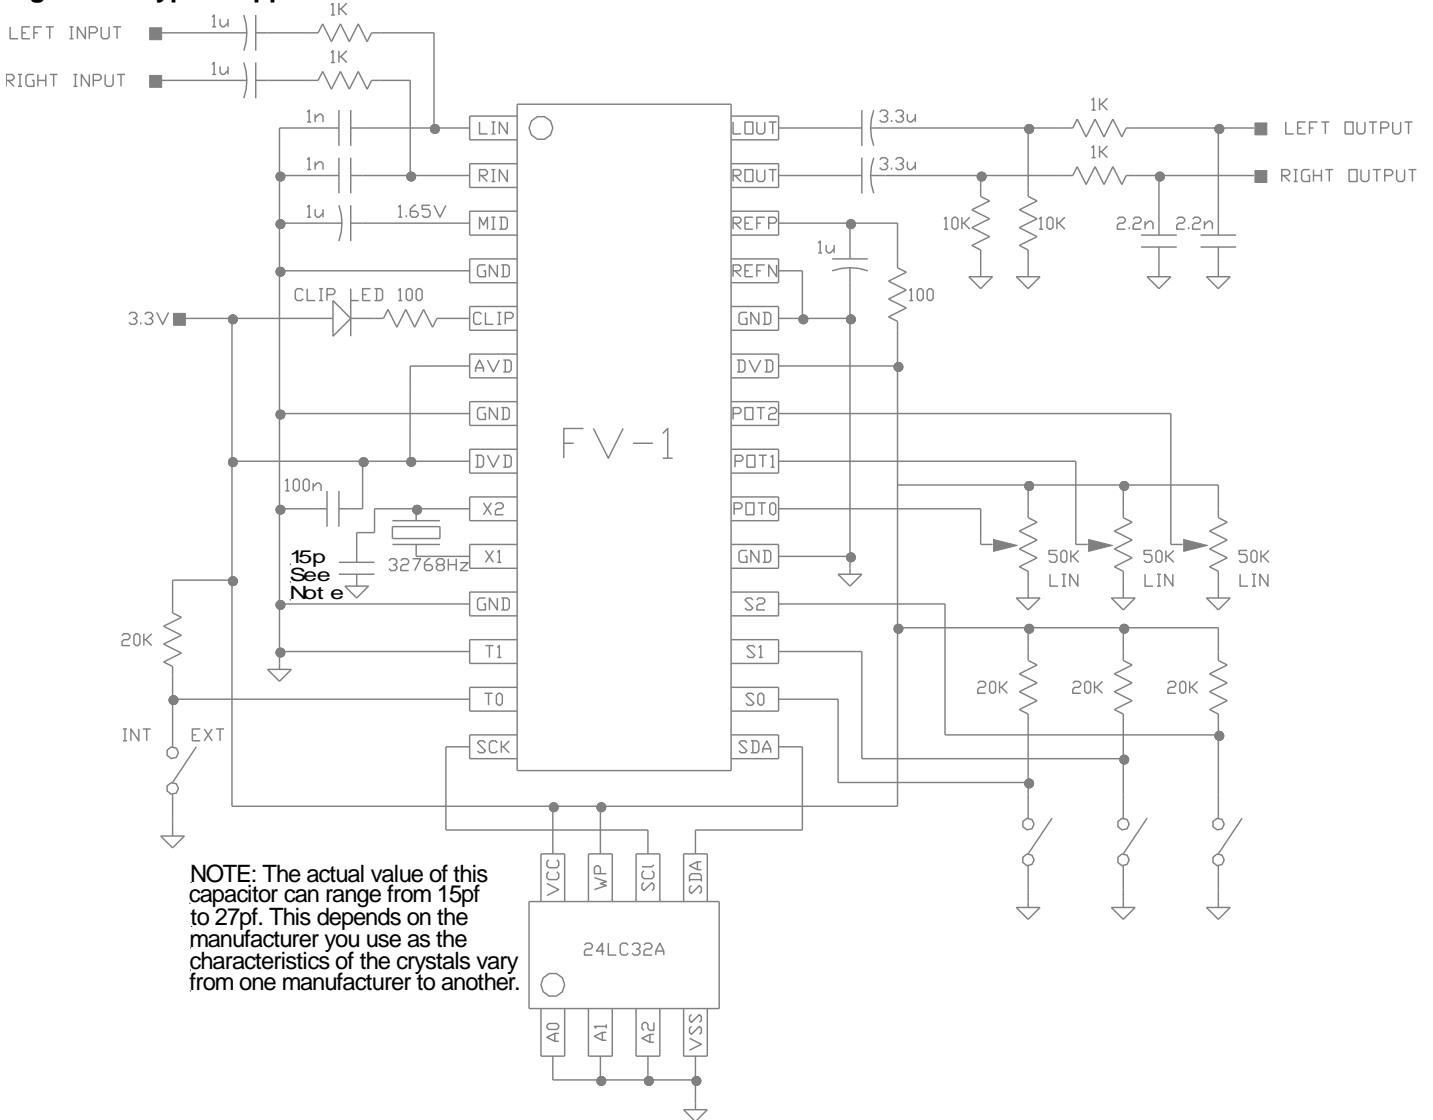 1u
1K
LEFT INPUT
1u
1K
RIGHT INPUT
1n
LIN
LOUT
3.3u
1K
LEFT OUTPUT
1n
RIN
ROUT
3.3u
1K
RIGHT OUTPUT
1u
1.65V
MID
REFP
10K
10K
2.2n
2.2n
1u
GND
REFN
CLIP LED
100
100
3.3V
CLIP
GND
AVD
DVD
GND
POT2
FV-1
DVD
POT1
100n
X2
POT0
15p
See
Note
32768Hz
X1
GND
50K
LIN
50K
LIN
50K
LIN
GND
S2
20K
T1
S1
20K
20K
20K
T0
S0
INT
EXT
SCK
SDA
NOTE: The actual value of this
capacitor can range from 15pf
to 27pf. This depends on the
manufacturer you use as the
characteristics of the crystals vary
from one manufacturer to another.
VCC
WP
SCl
SDA
24LC32A
A0
A1
A2
VSS